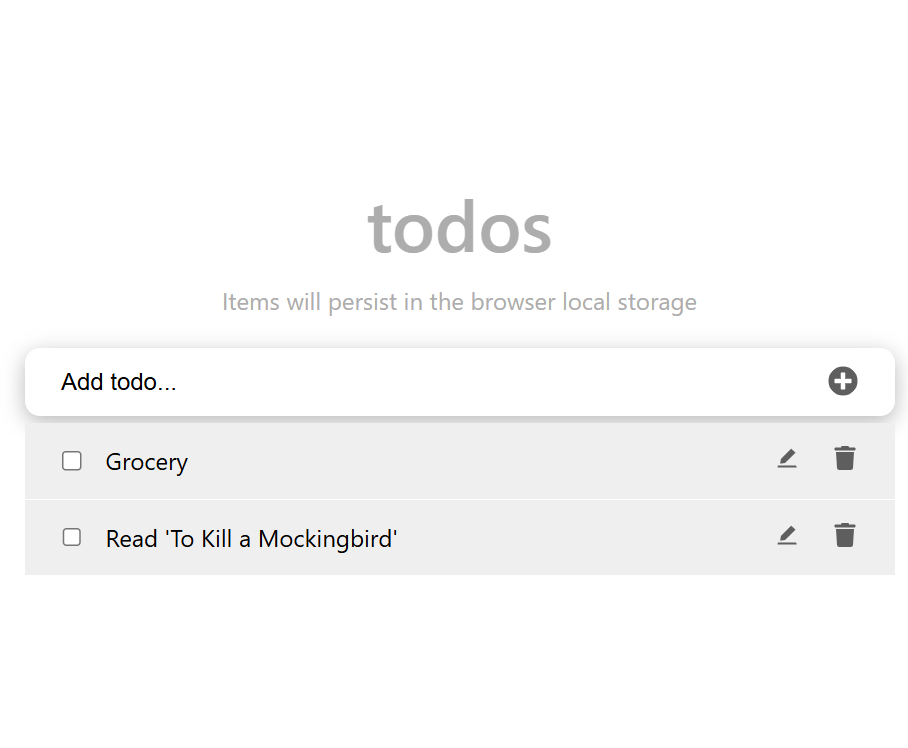 todos
Items will persist in the browser local storage
Add todo...
Grocery
Read 'To Kill a Mockingbird'